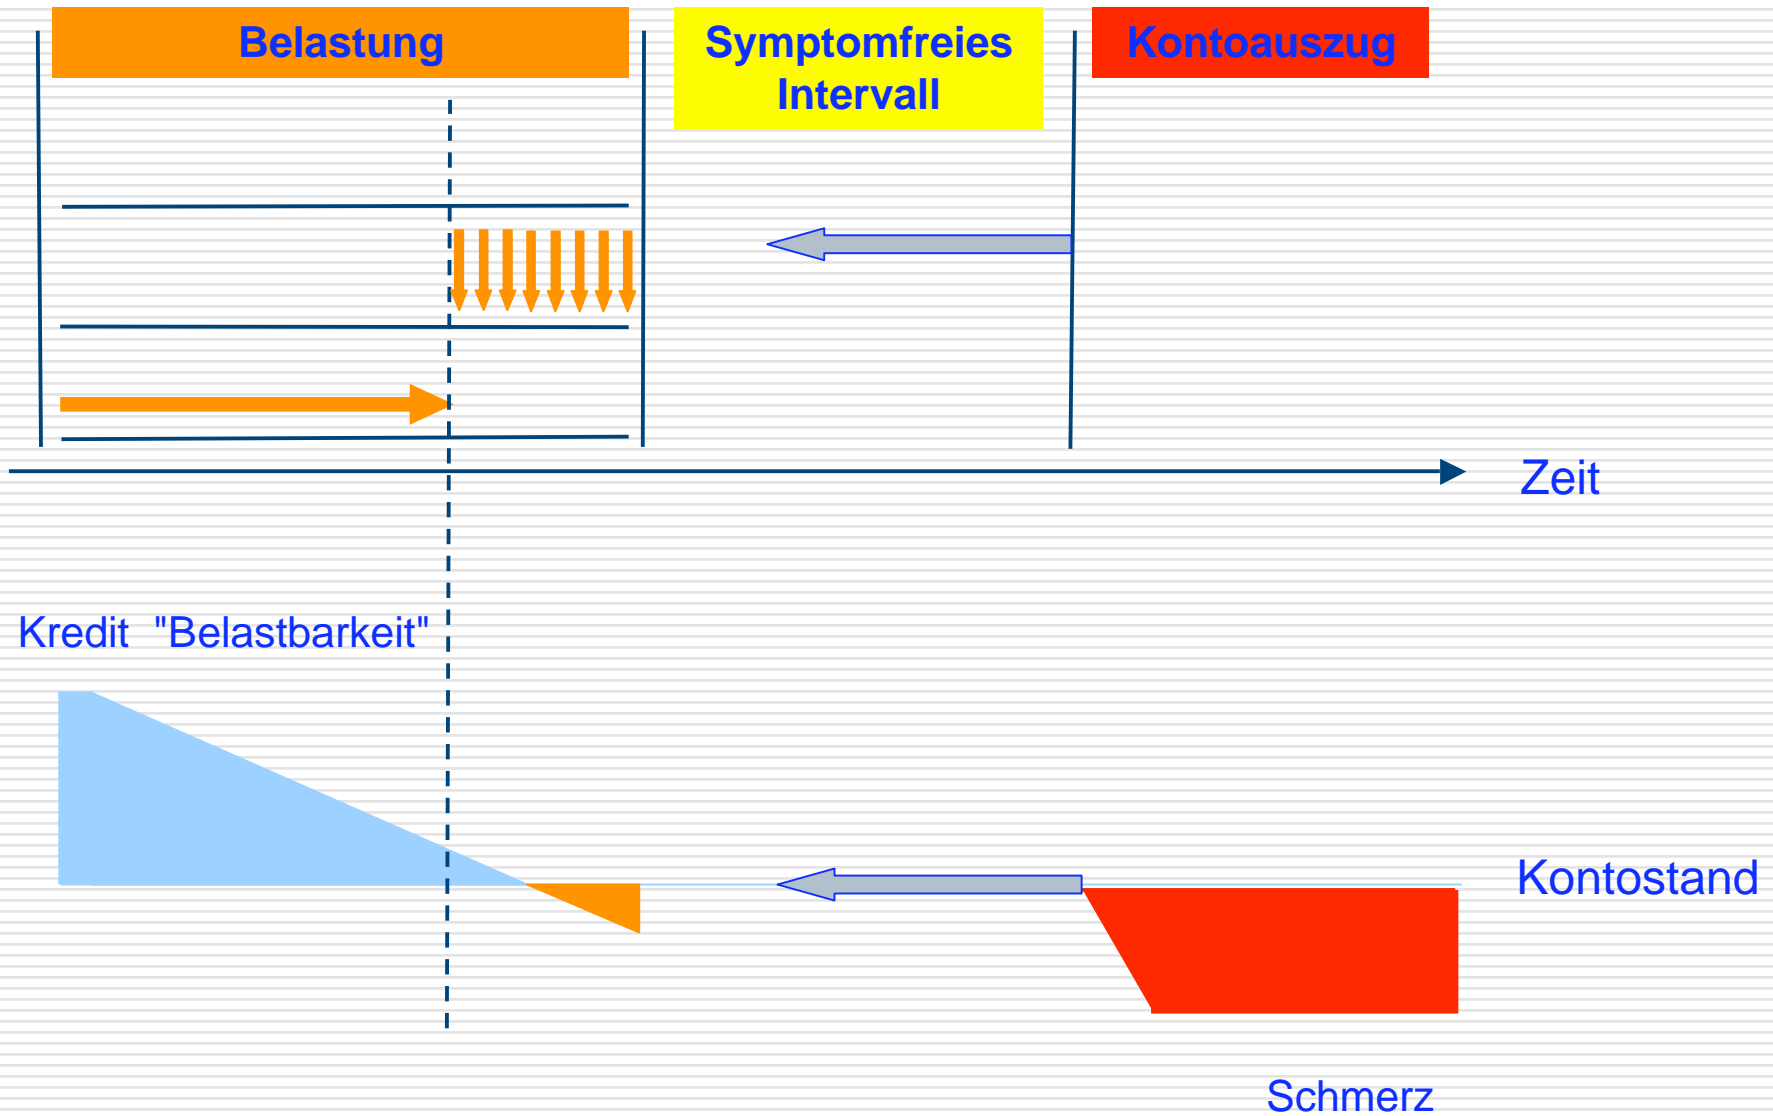 Belastung
Symptomfreies
Intervall
Kontoauszug
Zeit
Kredit "Belastbarkeit"
Kontostand
Schmerz